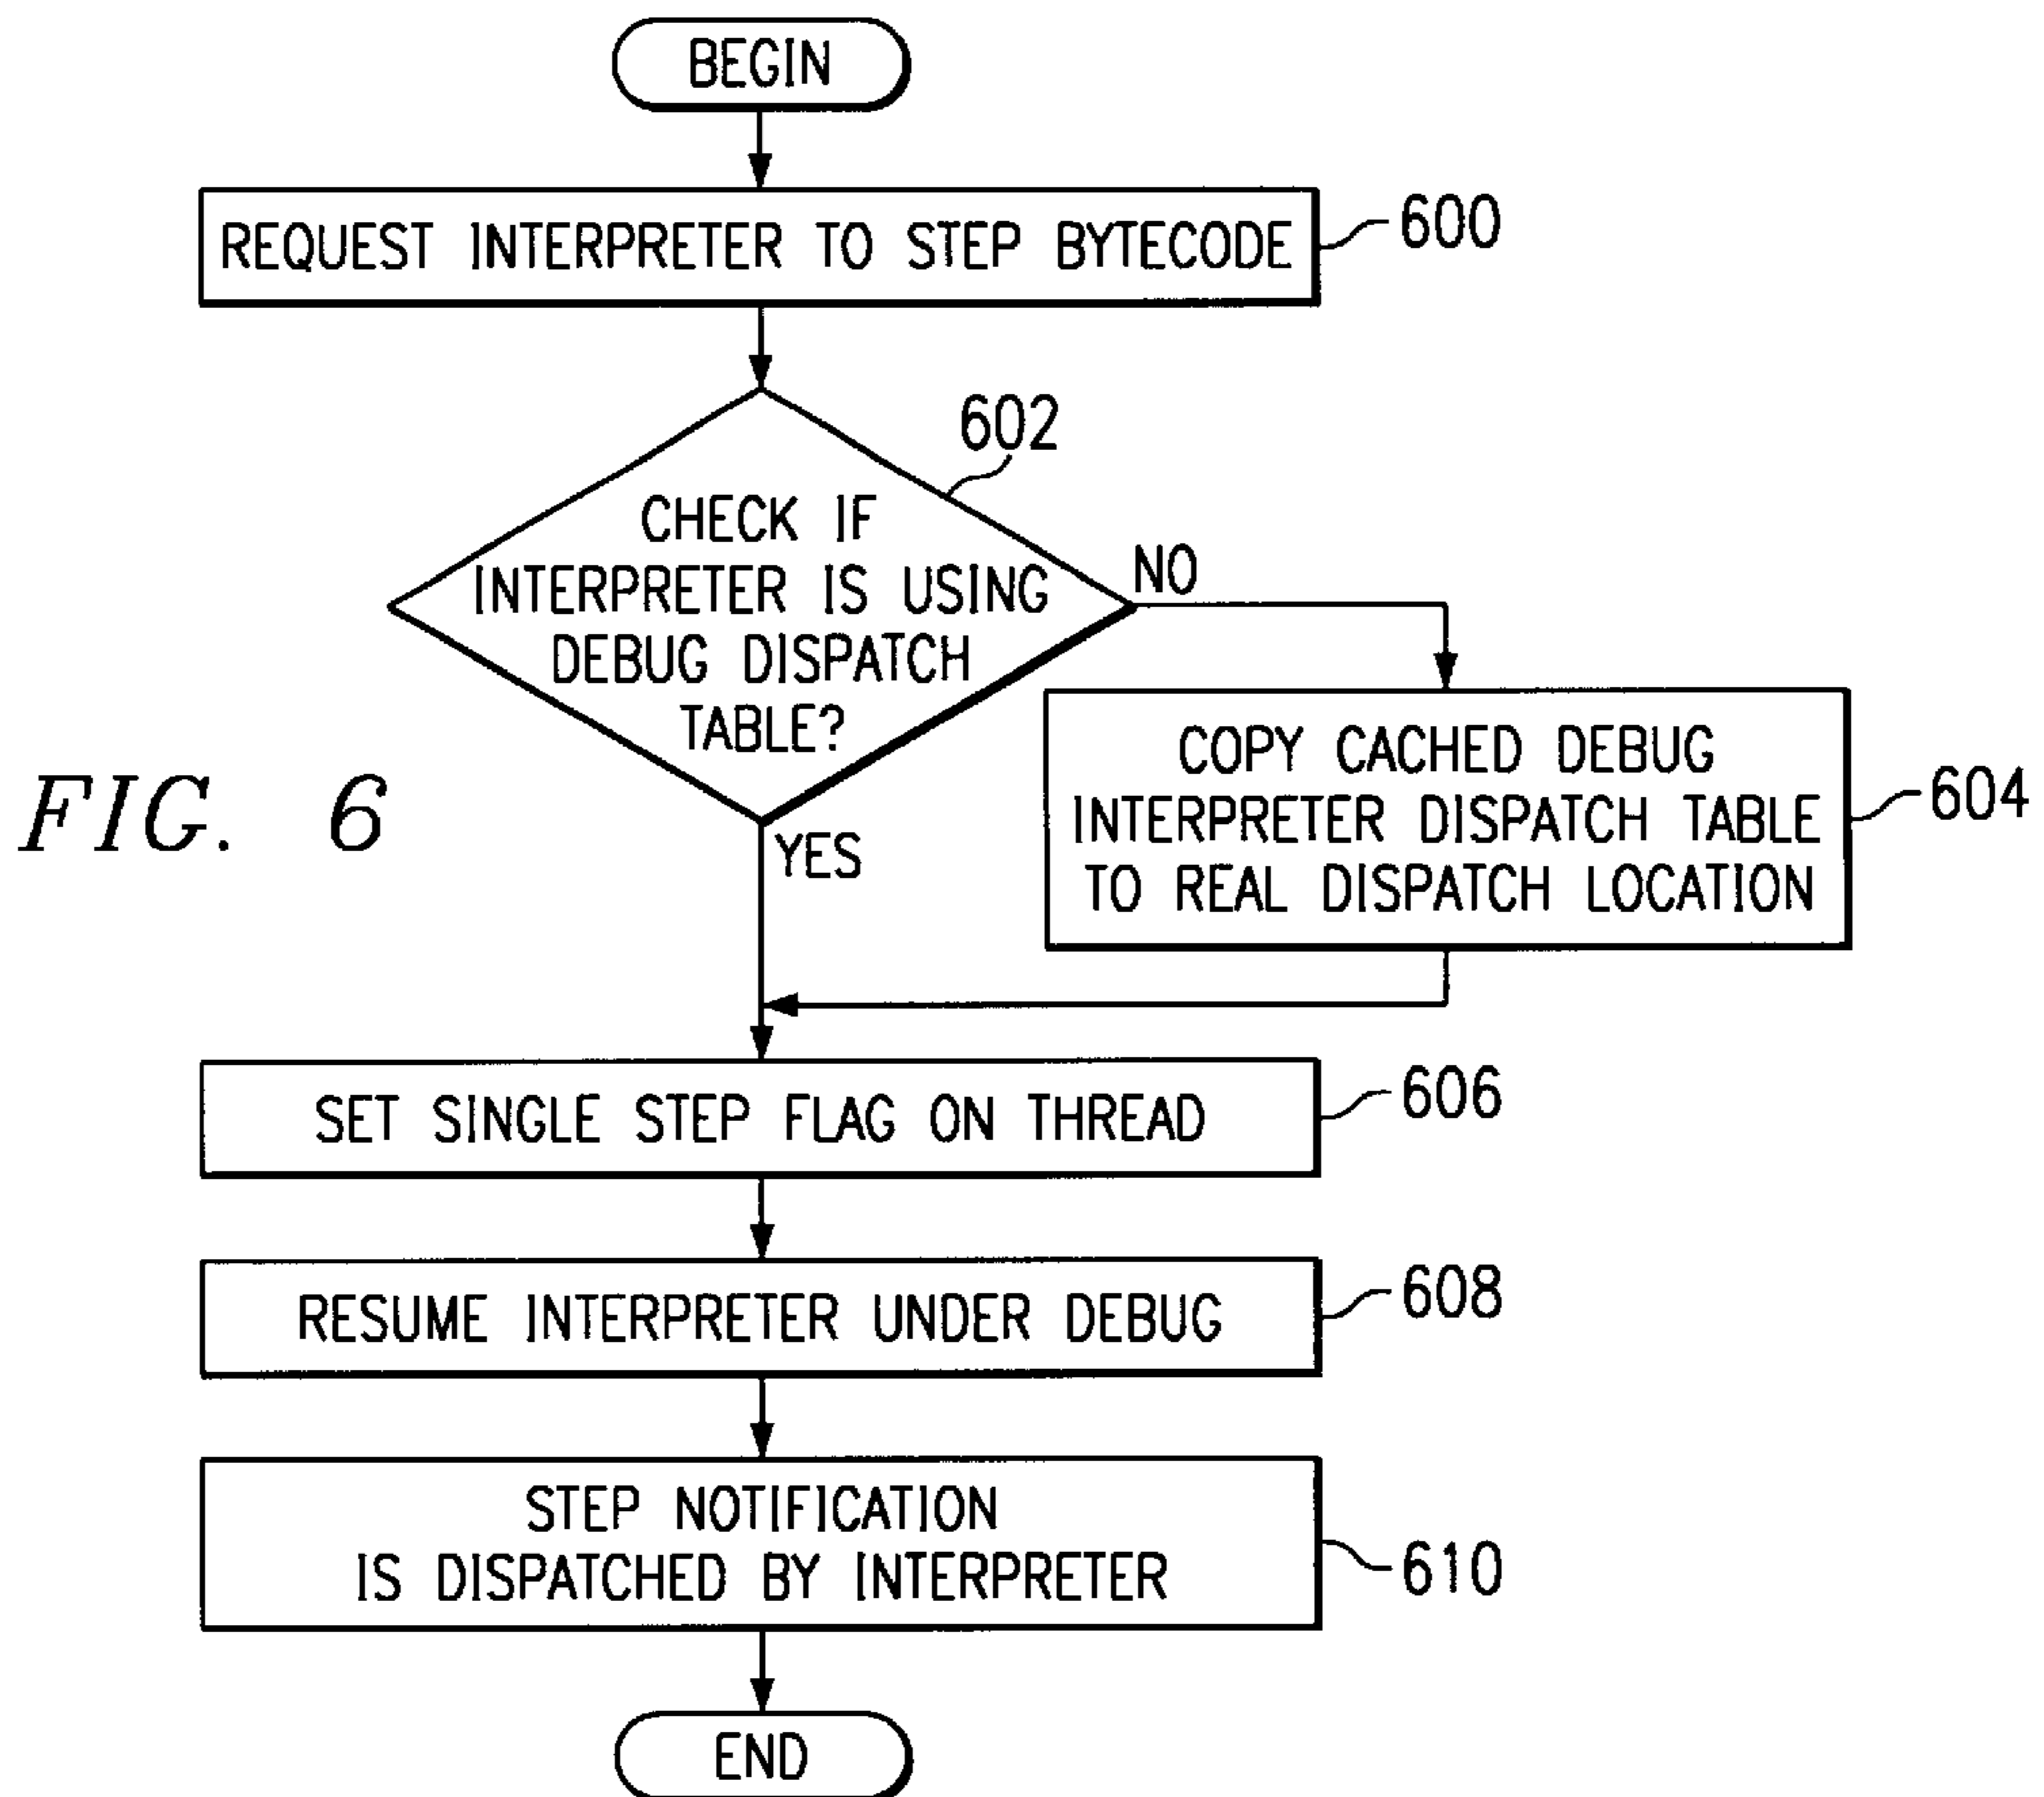 BEGIN
REQUEST INTERPRETER TO STEP BYTECODE
600
602
CHECK IF
INTERPRETER IS USING
DEBUG DISPATCH
TABLE?
NO
YES
COPY CACHED DEBUG
INTERPRETER DISPATCH TABLE
TO REAL DISPATCH LOCATION
604
FIG. 6
SET SINGLE STEP FLAG ON THREAD
606
RESUME INTERPRETER UNDER DEBUG
608
STEP NOTIFICATION
IS DISPATCHED BY INTERPRETER
610
END